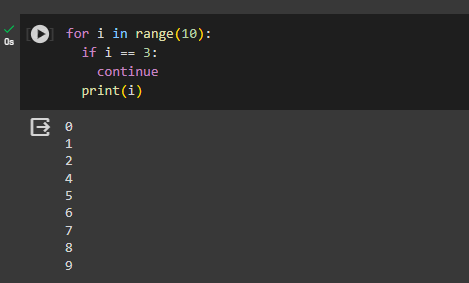 0s
for i in range(10):
  if i == 3:
    continue
  print(i)
0
1
2
4
5
6
7
8
9